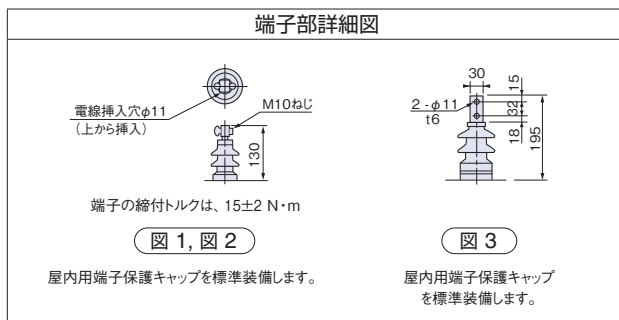 端子部詳細図
電線挿入穴φ11
(上から挿入)
M10ねじ
130
端子の締付トルクは、15±2 N・m
図 1, 図 2
屋内用端子保護キャップを標準装備します。
30
15
2 - φ11
t6
32
18
195
図 3
屋内用端子保護キャップ
を標準装備します。